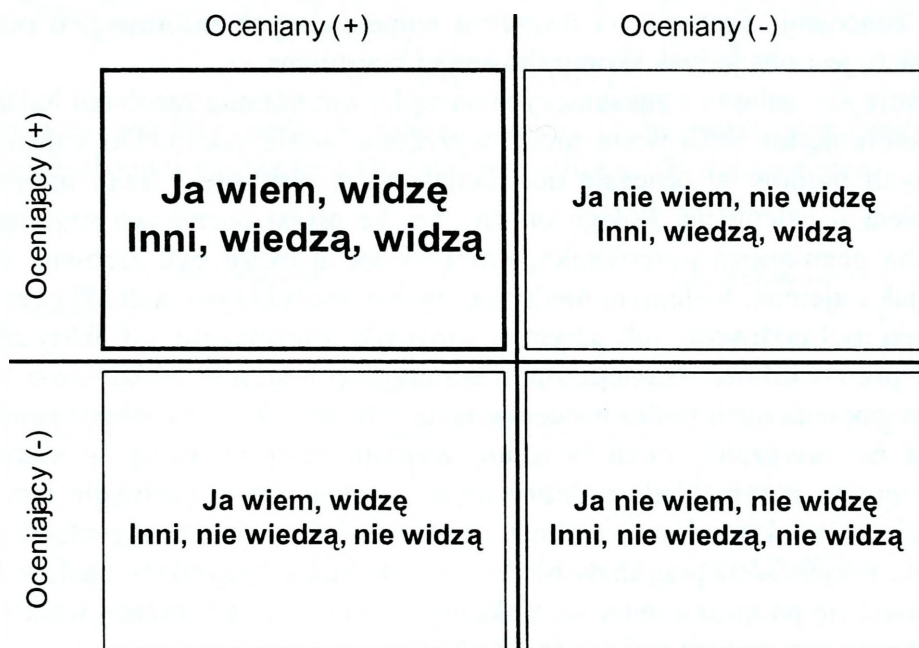 Oceniany (+)
Oceniany (-)
Oceniający (+)
Ja wiem, widzę
Inni, wiedzą, widzą
Ja nie wiem, nie widzę
Inni, wiedzą, widzą
Oceniający (-)
Ja wiem, widzę
Inni, nie wiedzą, nie widzą
Ja nie wiem, nie widzę
Inni, nie wiedzą, nie widzą